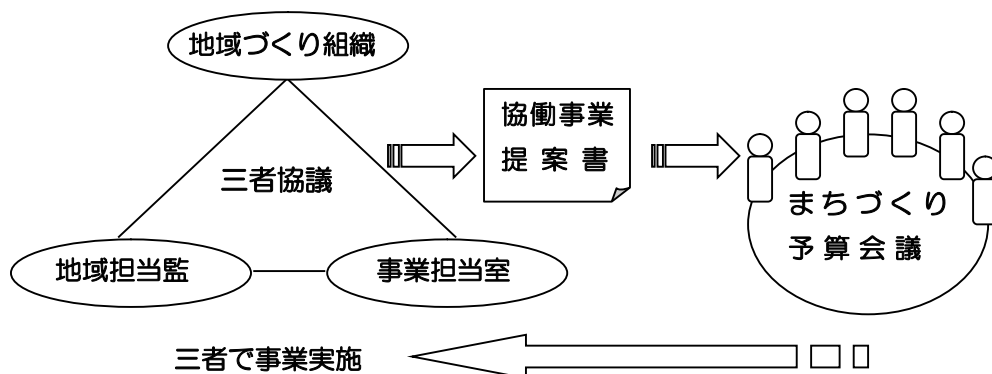 地域づくり組織
三者協議
地域担当監
事業担当室
協働事業
提案書
まちづくり
予算会議
三者で事業実施